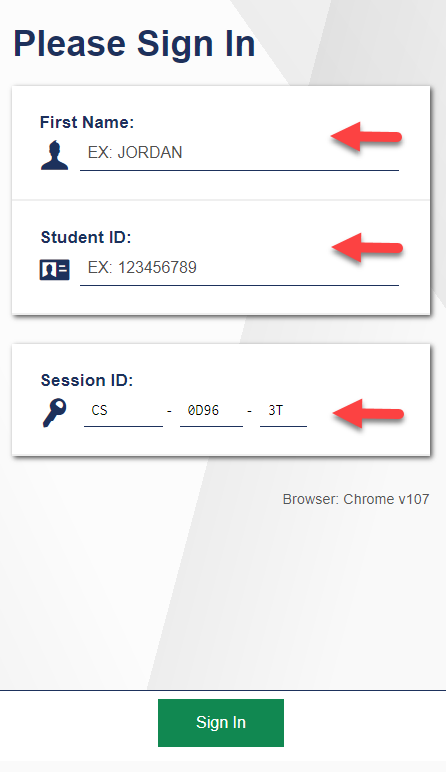 Please Sign In
First Name:
EX: JORDAN
Student ID:
EX: 123456789
Session ID:
CS - 0D96 - 3T
Browser: Chrome v107
Sign In